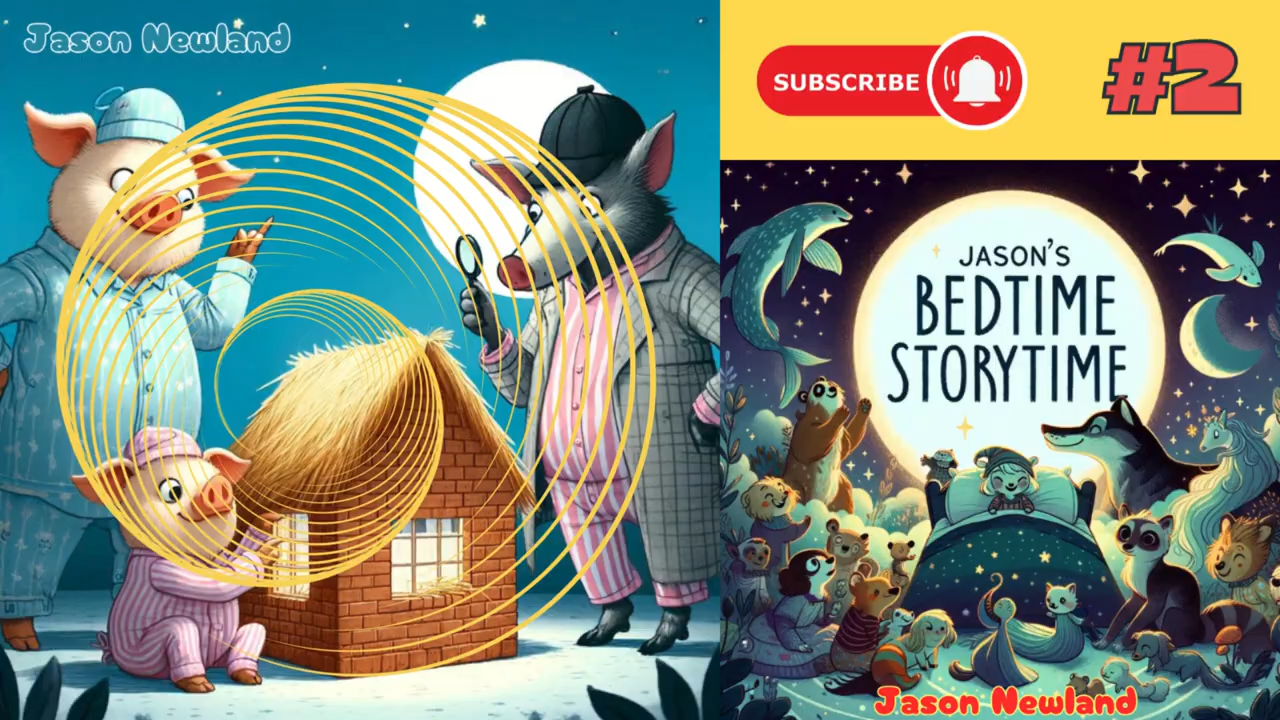 Jason Newland
SUBSCRIBE
#2
JASON'S
BEDTIME
STORYTIME
Jason Newland